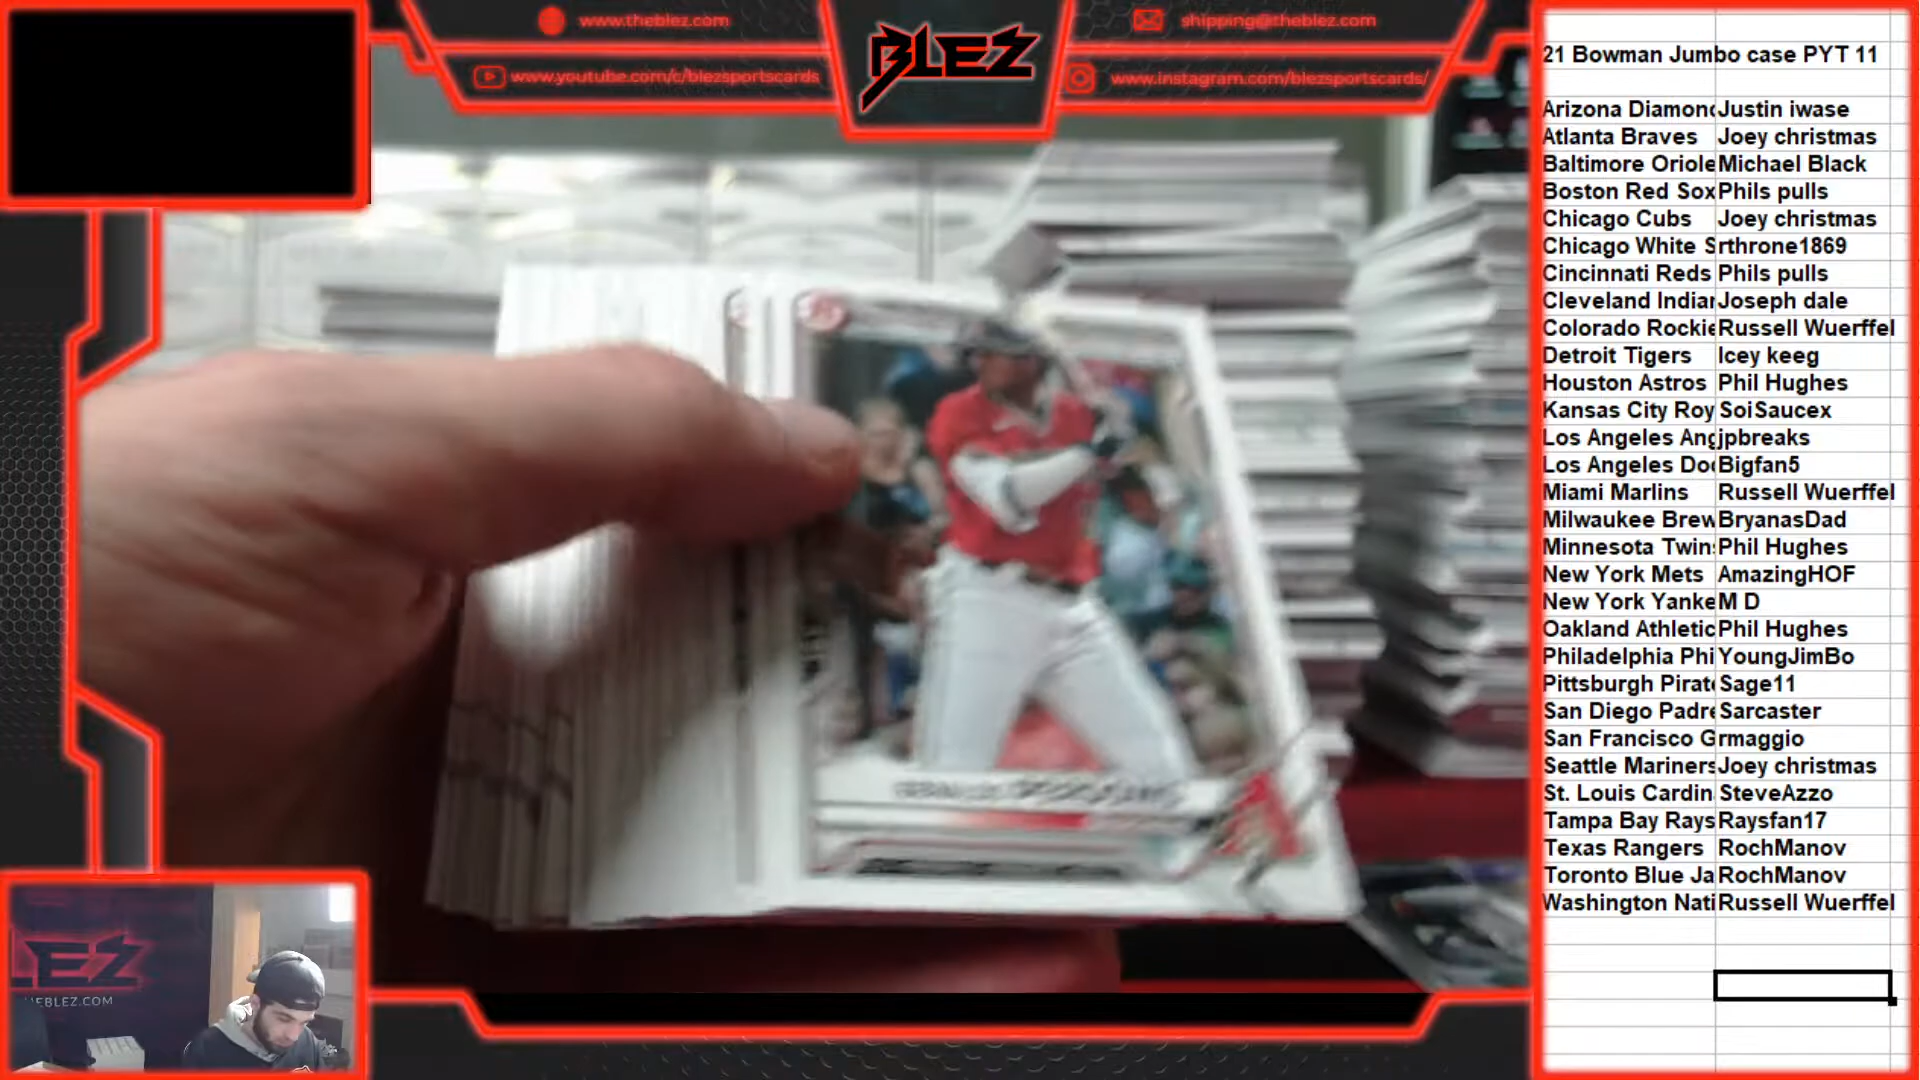 www.theblez.com
www.youtube.com/c/blezsportscards
BLEZ
shipping@theblez.com
www.instagram.com/blezsportscards/
21 Bowman Jumbo case PYT 11
Arizona Diamond Justin iwase
Atlanta Braves Joey christmas
Baltimore Oriole Michael Black
Boston Red Sox Phils pulls
Chicago Cubs Joey christmas
Chicago White S rthrone1869
Cincinnati Reds Phils pulls
Cleveland Indian Joseph dale
Colorado Rockie Russell Wuerffel
Detroit Tigers Icey keeg
Houston Astros Phil Hughes
Kansas City Roy SoiSaucex
Los Angeles Ang jpbreaks
Los Angeles Dod Bigfan5
Miami Marlins Russell Wuerffel
Milwaukee Brew BryanasDad
Minnesota Twins Phil Hughes
New York Mets AmazingHOF
New York Yanke M D
Oakland Athletic Phil Hughes
Philadelphia Phi YoungJimBo
Pittsburgh Pirate Sage11
San Diego Padre Sarcaster
San Francisco G rmaggio
Seattle Mariners Joey christmas
St. Louis Cardin SteveAzzo
Tampa Bay Rays Raysfan17
Texas Rangers RochManov
Toronto Blue Ja RochManov
Washington Nati Russell Wuerffel
LEZ
HEBLEZ.COM